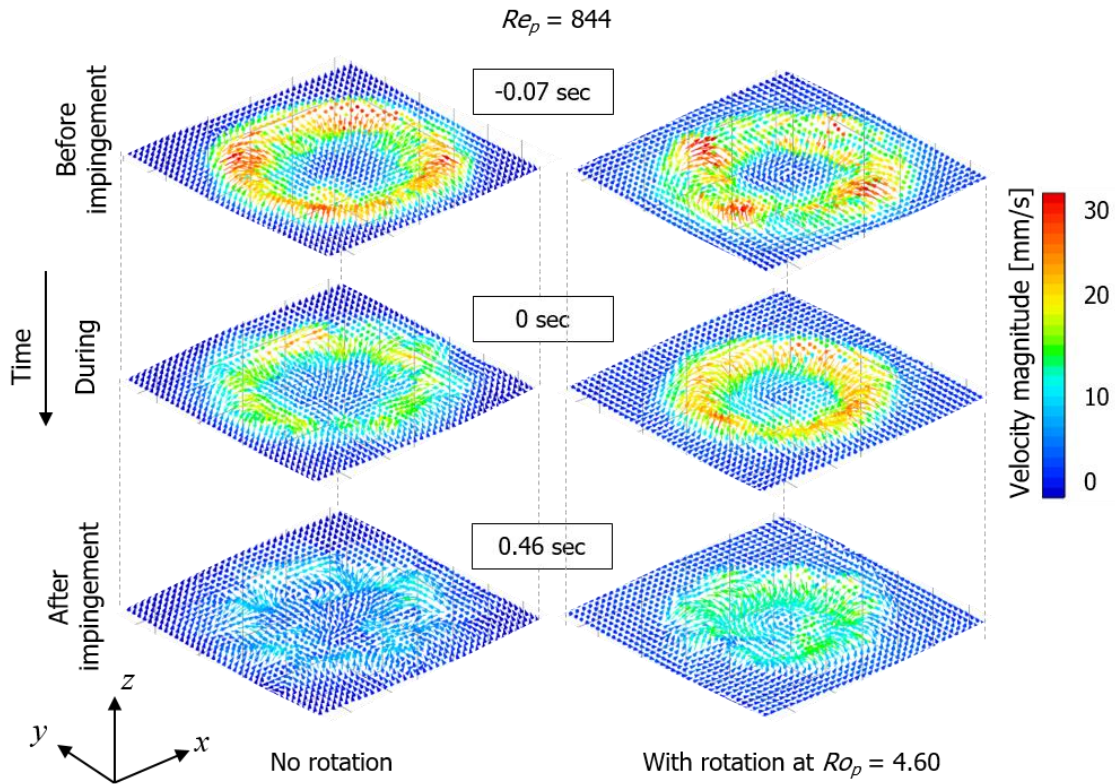 Re_p = 844
Before
impingement
-0.07 sec
Time
During
0 sec
After
impingement
0.46 sec
Velocity magnitude [mm/s]
30
20
10
0
z
y
x
No rotation
With rotation at Ro_p = 4.60